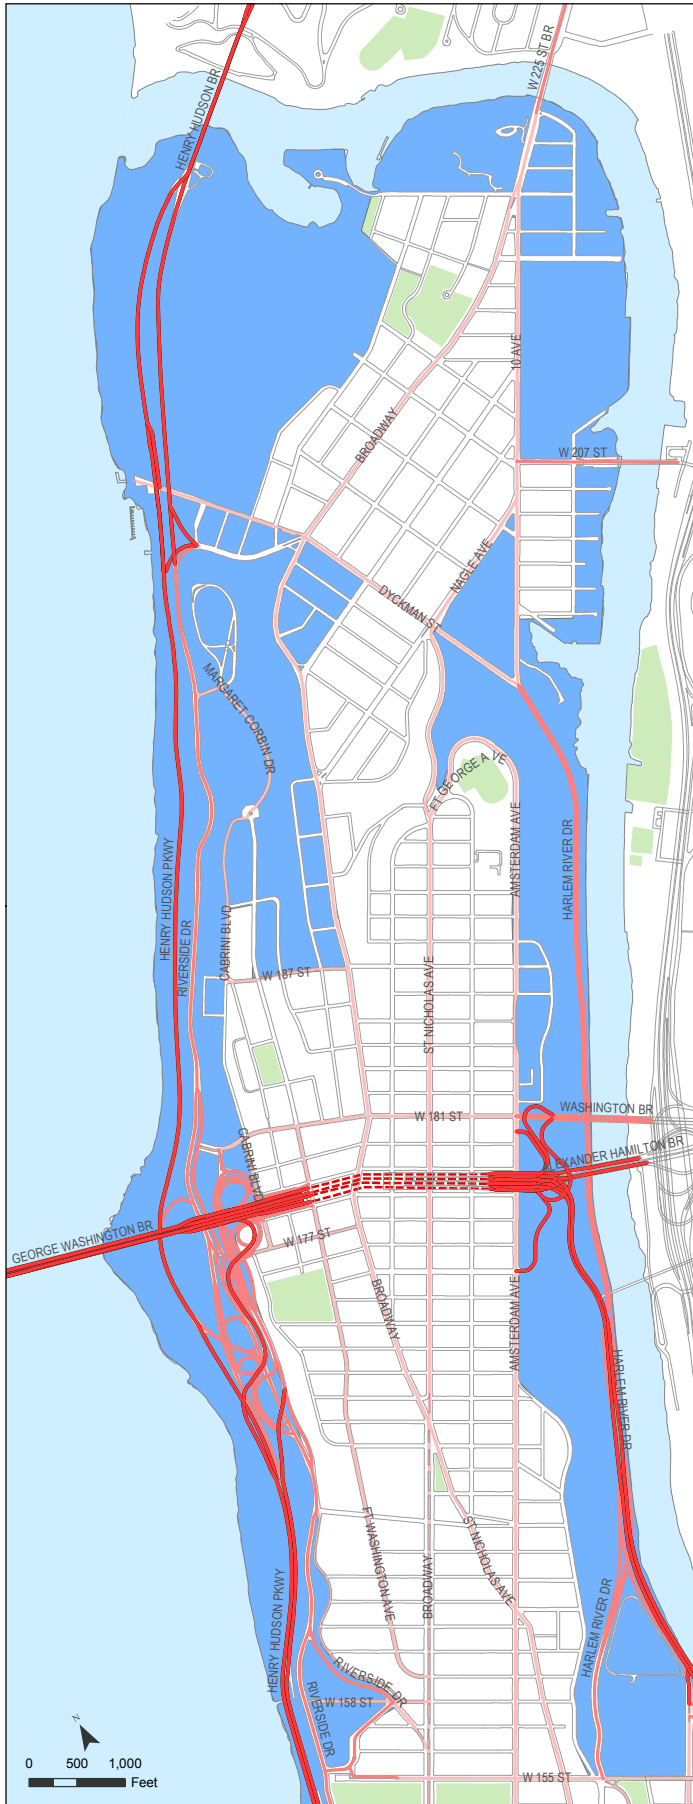 W 225 ST BR
HENRY HUDSON BR
10 AVE
BROADWAY
W 207 ST
NAGLE AVE
DYCKMAN ST
MARGARET CORBIN DR
FT GEORGE A VE
AMSTERDAM AVE
HARLEM RIVER DR
HENRY HUDSON PKWY
RIVERSIDE DR
CABRINI BLVD
W 187 ST
ST NICHOLAS AVE
W 181 ST
WASHINGTON BR
CABRINI BLVD
ALEXANDER HAMILTON BR
GEORGE WASHINGTON BR
W 177 ST
BROADWAY
AMSTERDAM AVE
HARLEM RIVER DR
FT WASHINGTON AVE
ST NICHOLAS AVE
BROADWAY
HENRY HUDSON PKWY
HARLEM RIVER DR
RIVERSIDE DR
RIVERSIDE DR
W 158 ST
W 155 ST
N
0 500 1,000
Feet